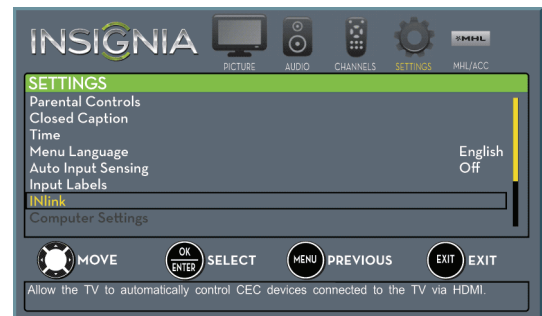 INSIGNIA
PICTURE AUDIO CHANNELS SETTINGS MHL/ACC
MHL
SETTINGS
Parental Controls
Closed Caption
Time
Menu Language English
Auto Input Sensing Off
Input Labels
INlink
Computer Settings
MOVE OK ENTER SELECT MENU PREVIOUS EXIT EXIT
Allow the TV to automatically control CEC devices connected to the TV via HDMI.